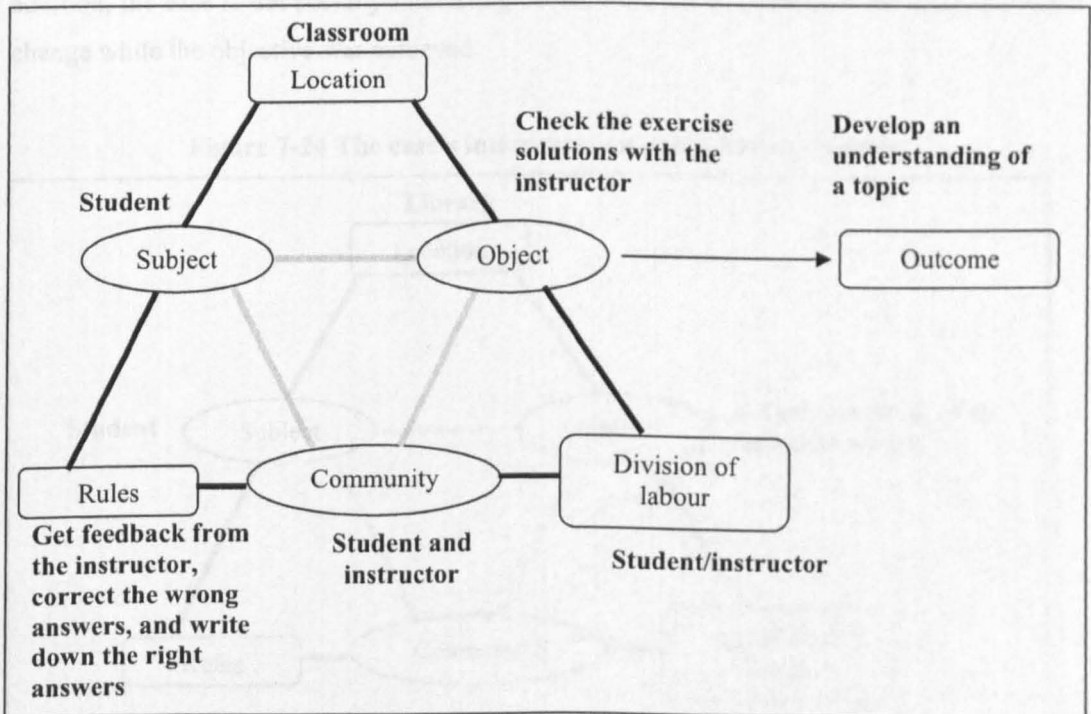 Classroom
Location
Check the exercise
solutions with the
instructor
Develop an
understanding of
a topic
Student
Subject
Object
Outcome
Rules
Community
Division of
labour
Get feedback from
the instructor,
correct the wrong
answers, and write
down the right
answers
Student and
instructor
Student/instructor
change while the objective